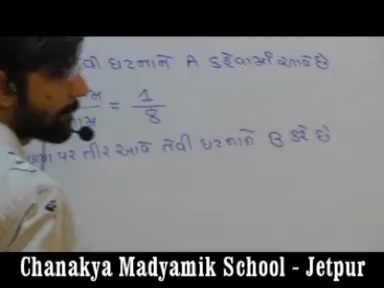 ઘટનાને A કહેવામાં આવે છે
= 1/8
પર તીર આવે તેવી ઘટનાને B કહે છે
Chanakya Madyamik School - Jetpur